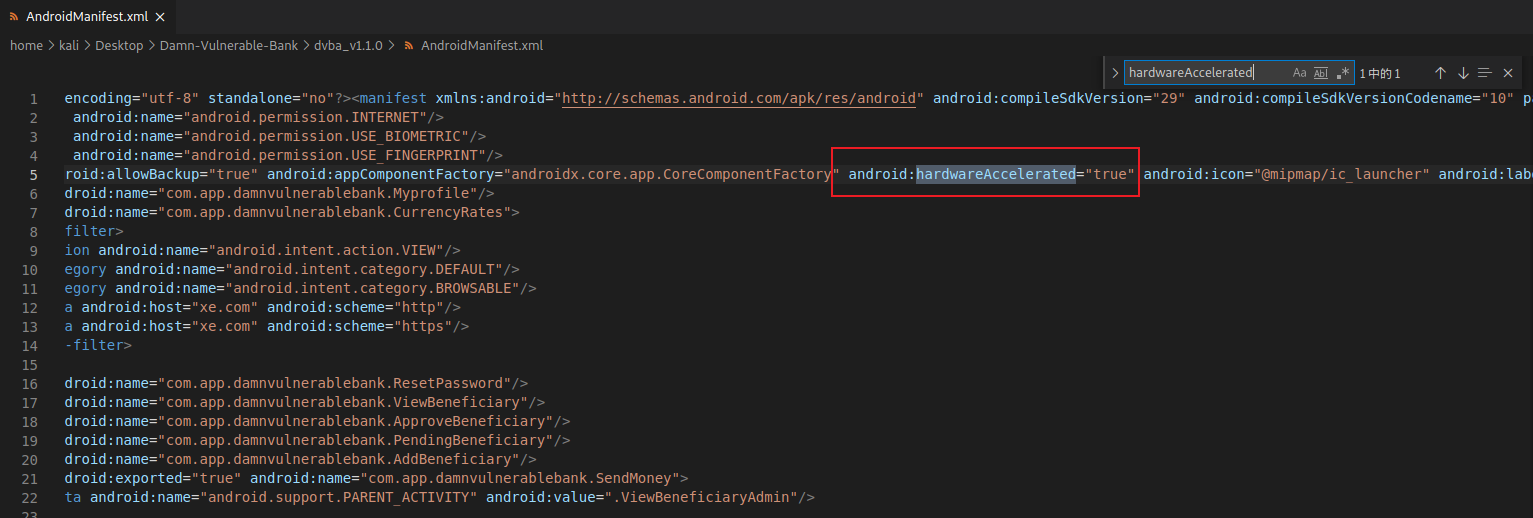 AndroidManifest.xml
home > kali > Desktop > Damn-Vulnerable-Bank > dvba_v1.1.0 > AndroidManifest.xml
hardwareAccelerated Aa Ab .* 1 中的 1
1 encoding="utf-8" standalone="no"?><manifest xmlns:android="http://schemas.android.com/apk/res/android" android:compileSdkVersion="29" android:compileSdkVersionCodename="10" pa
2 android:name="android.permission.INTERNET"/>
3 android:name="android.permission.USE_BIOMETRIC"/>
4 android:name="android.permission.USE_FINGERPRINT"/>
5 roid:allowBackup="true" android:appComponentFactory="androidx.core.app.CoreComponentFactory" android:hardwareAccelerated="true" android:icon="@mipmap/ic_launcher" android:labe
6 droid:name="com.app.damnvulnerablebank.Myprofile"/>
7 droid:name="com.app.damnvulnerablebank.CurrencyRates">
8 filter>
9 ion android:name="android.intent.action.VIEW"/>
10 egory android:name="android.intent.category.DEFAULT"/>
11 egory android:name="android.intent.category.BROWSABLE"/>
12 a android:host="xe.com" android:scheme="http"/>
13 a android:host="xe.com" android:scheme="https"/>
14 -filter>
15
16 droid:name="com.app.damnvulnerablebank.ResetPassword"/>
17 droid:name="com.app.damnvulnerablebank.ViewBeneficiary"/>
18 droid:name="com.app.damnvulnerablebank.ApproveBeneficiary"/>
19 droid:name="com.app.damnvulnerablebank.PendingBeneficiary"/>
20 droid:name="com.app.damnvulnerablebank.AddBeneficiary"/>
21 droid:exported="true" android:name="com.app.damnvulnerablebank.SendMoney">
22 ta android:name="android.support.PARENT_ACTIVITY" android:value=".ViewBeneficiaryAdmin"/>
23